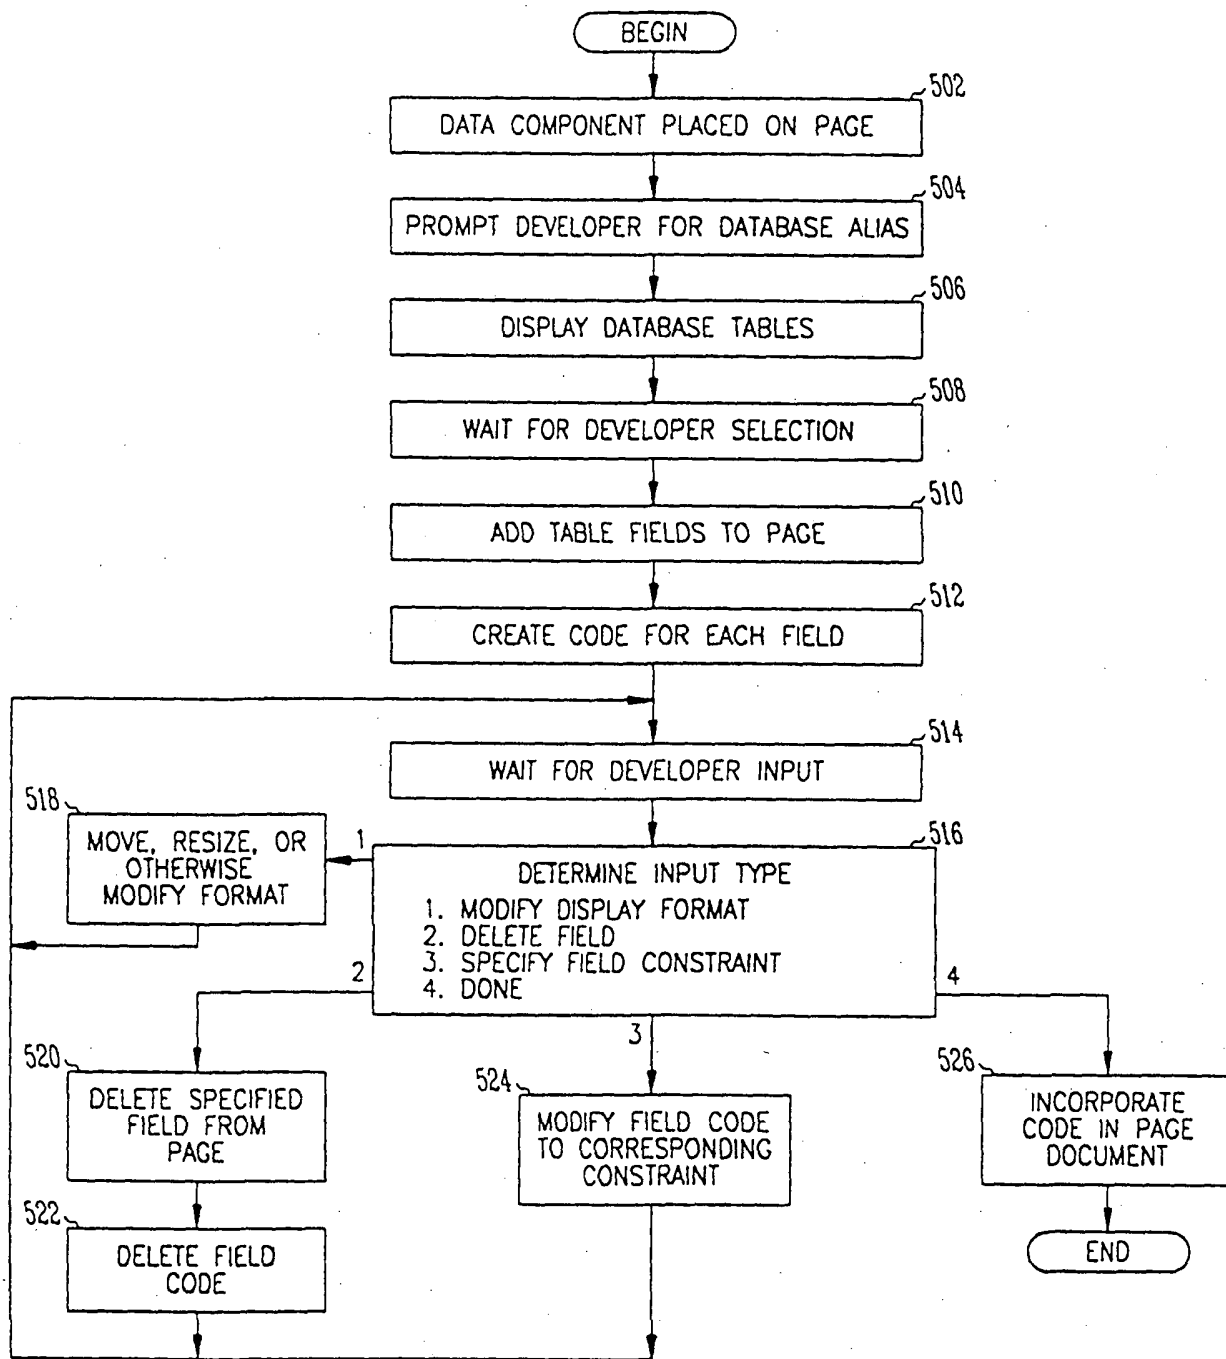 BEGIN
502
DATA COMPONENT PLACED ON PAGE
504
PROMPT DEVELOPER FOR DATABASE ALIAS
506
DISPLAY DATABASE TABLES
508
WAIT FOR DEVELOPER SELECTION
510
ADD TABLE FIELDS TO PAGE
512
CREATE CODE FOR EACH FIELD
514
WAIT FOR DEVELOPER INPUT
518
MOVE, RESIZE, OR
OTHERWISE
MODIFY FORMAT
1
516
DETERMINE INPUT TYPE
1. MODIFY DISPLAY FORMAT
2. DELETE FIELD
3. SPECIFY FIELD CONSTRAINT
4. DONE
2
4
3
520
DELETE SPECIFIED
FIELD FROM
PAGE
524
MODIFY FIELD CODE
TO CORRESPONDING
CONSTRAINT
526
INCORPORATE
CODE IN PAGE
DOCUMENT
522
DELETE FIELD
CODE
END